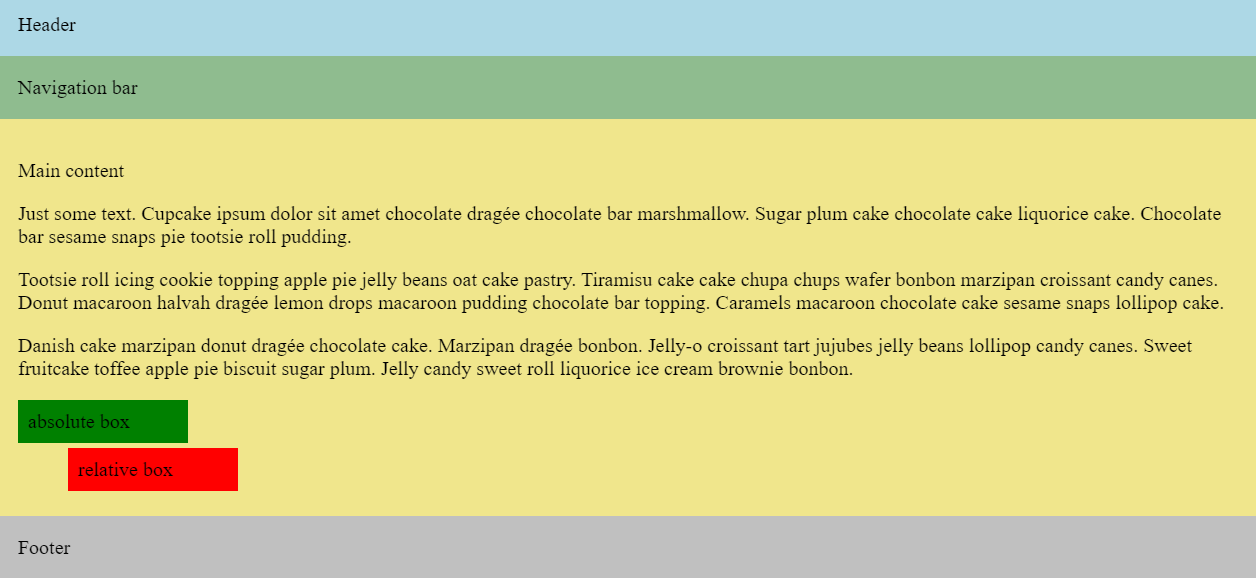 Header
Navigation bar
Main content
Just some text. Cupcake ipsum dolor sit amet chocolate dragée chocolate bar marshmallow. Sugar plum cake chocolate cake liquorice cake. Chocolate
bar sesame snaps pie tootsie roll pudding.
Tootsie roll icing cookie topping apple pie jelly beans oat cake pastry. Tiramisu cake cake chupa chups wafer bonbon marzipan croissant candy canes.
Donut macaroon halvah dragée lemon drops macaroon pudding chocolate bar topping. Caramels macaroon chocolate cake sesame snaps lollipop cake.
Danish cake marzipan donut dragée chocolate cake. Marzipan dragée bonbon. Jelly-o croissant tart jujubes jelly beans lollipop candy canes. Sweet
fruitcake toffee apple pie biscuit sugar plum. Jelly candy sweet roll liquorice ice cream brownie bonbon.
absolute box
relative box
Footer